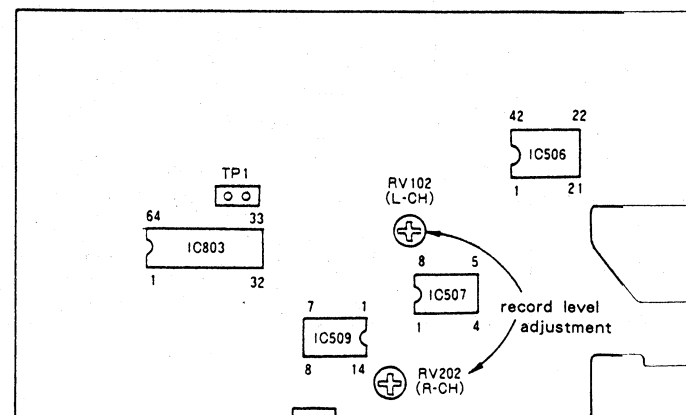 42 22
IC506
1 21
TP1
RV102
(L-CH)
64 33
IC803
1 32
8 5
IC507
1 4
record level
adjustment
7 1
IC509
8 14
RV202
(R-CH)